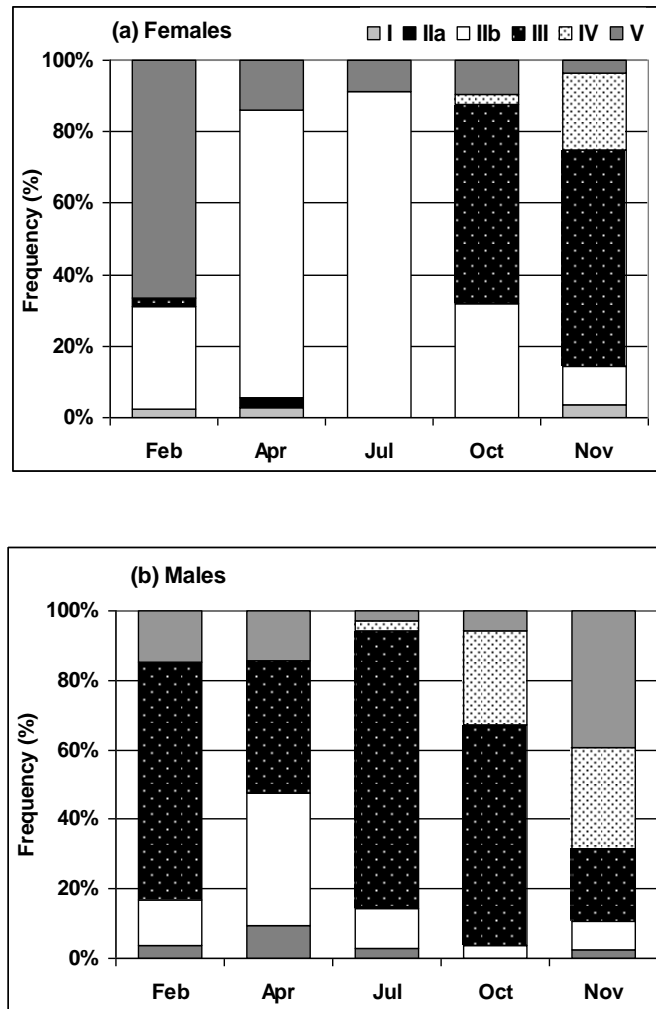 (a) Females I IIa IIb III IV V
100%
80%
60%
40%
20%
0%
Frequency (%)
Feb Apr Jul Oct Nov
(b) Males
100%
80%
60%
40%
20%
0%
Frequency (%)
Feb Apr Jul Oct Nov